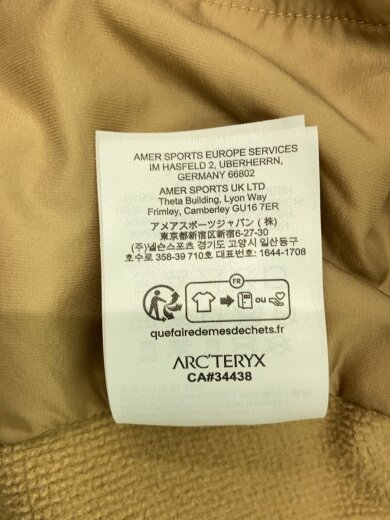 AMER SPORTS EUROPE SERVICES
IM HASFELD 2, UBERHERRN,
GERMANY 66802
AMER SPORTS UK LTD
Theta Building, Lyon Way
Frimley, Camberley GU16 7ER
アメアスポーツジャパン (株)
東京都新宿区新宿6-27-30
(주)넬슨스포츠 경기도 고양시 일산동구
호수로 358-39 710호 대표번호: 1644-1708
FR
OU
quefairedemesdechets.fr
ARC'TERYX
CA#34438